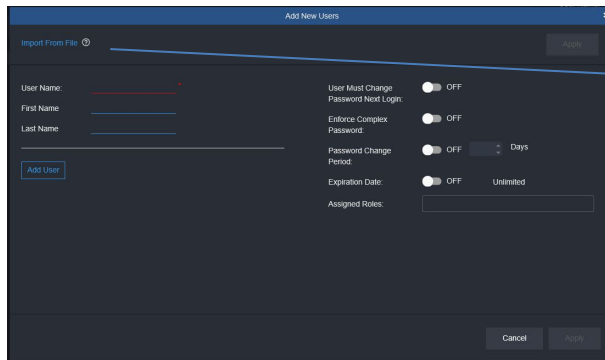 Add New Users
Import From File
Apply
User Name:
*
First Name
Last Name
Add User
User Must Change
Password Next Login:
OFF
Enforce Complex
Password:
OFF
Password Change
Period:
OFF
Days
Expiration Date:
OFF
Unlimited
Assigned Roles:
Cancel
Apply